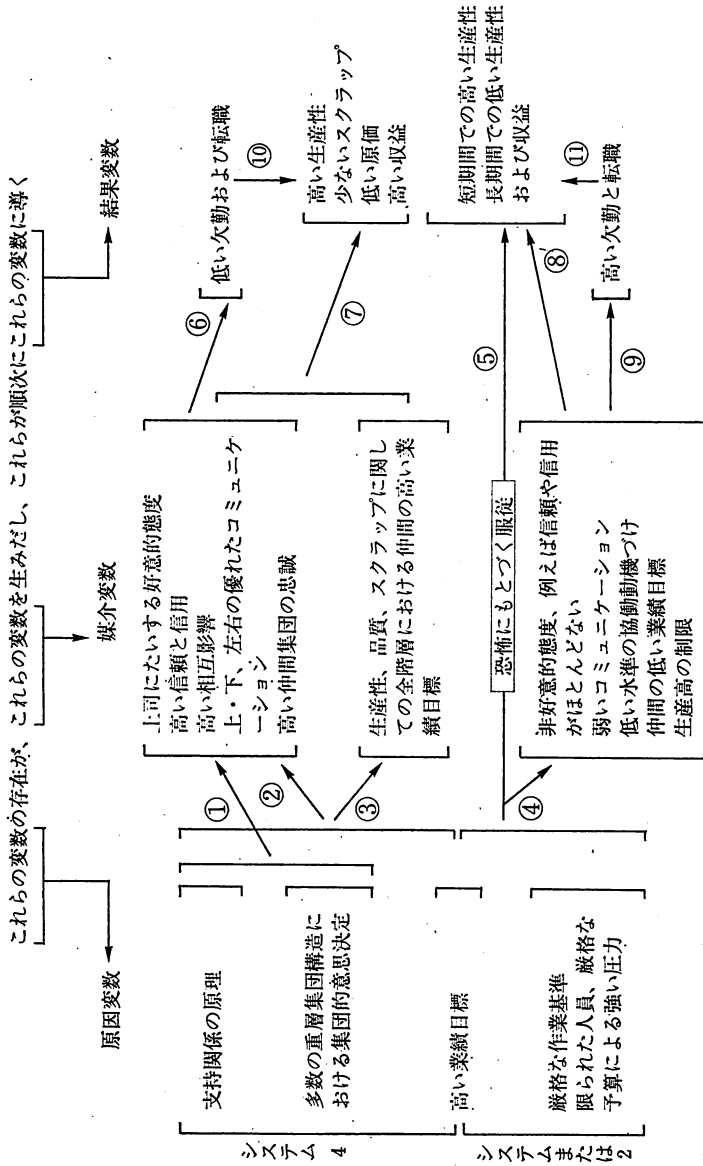 これらの変数の存在が、これらの変数を生みだし、これらが順次にこれらの変数に導く
原因変数
媒介変数
結果変数
システム4
支持関係の原理
多数の重層集団構造に
おける集団的意思決定
高い業績目標
システムまたは2
厳格な作業基準
限られた人員、厳格な
予算による強い圧力
①
②
③
④
上司にたいする好意的態度
高い信頼と信用
高い相互影響
上・下、左右の優れたコミュニケ
ーション
高い仲間集団の忠誠
生産性、品質、スクラップに関し
ての全階層における仲間の高い業
績目標
恐怖にもとづく服従
非好意的態度、例えば信頼や信用
がほとんどない
弱いコミュニケーション
低い水準の協働動機づけ
仲間の低い業績目標
生産高の制限
⑥
⑦
⑤
⑧
⑨
低い欠勤および転職
⑩
高い生産性
少ないスクラップ
低い原価
高い収益
短期間での高い生産性
長期間での低い生産性
および収益
⑪
高い欠勤と転職